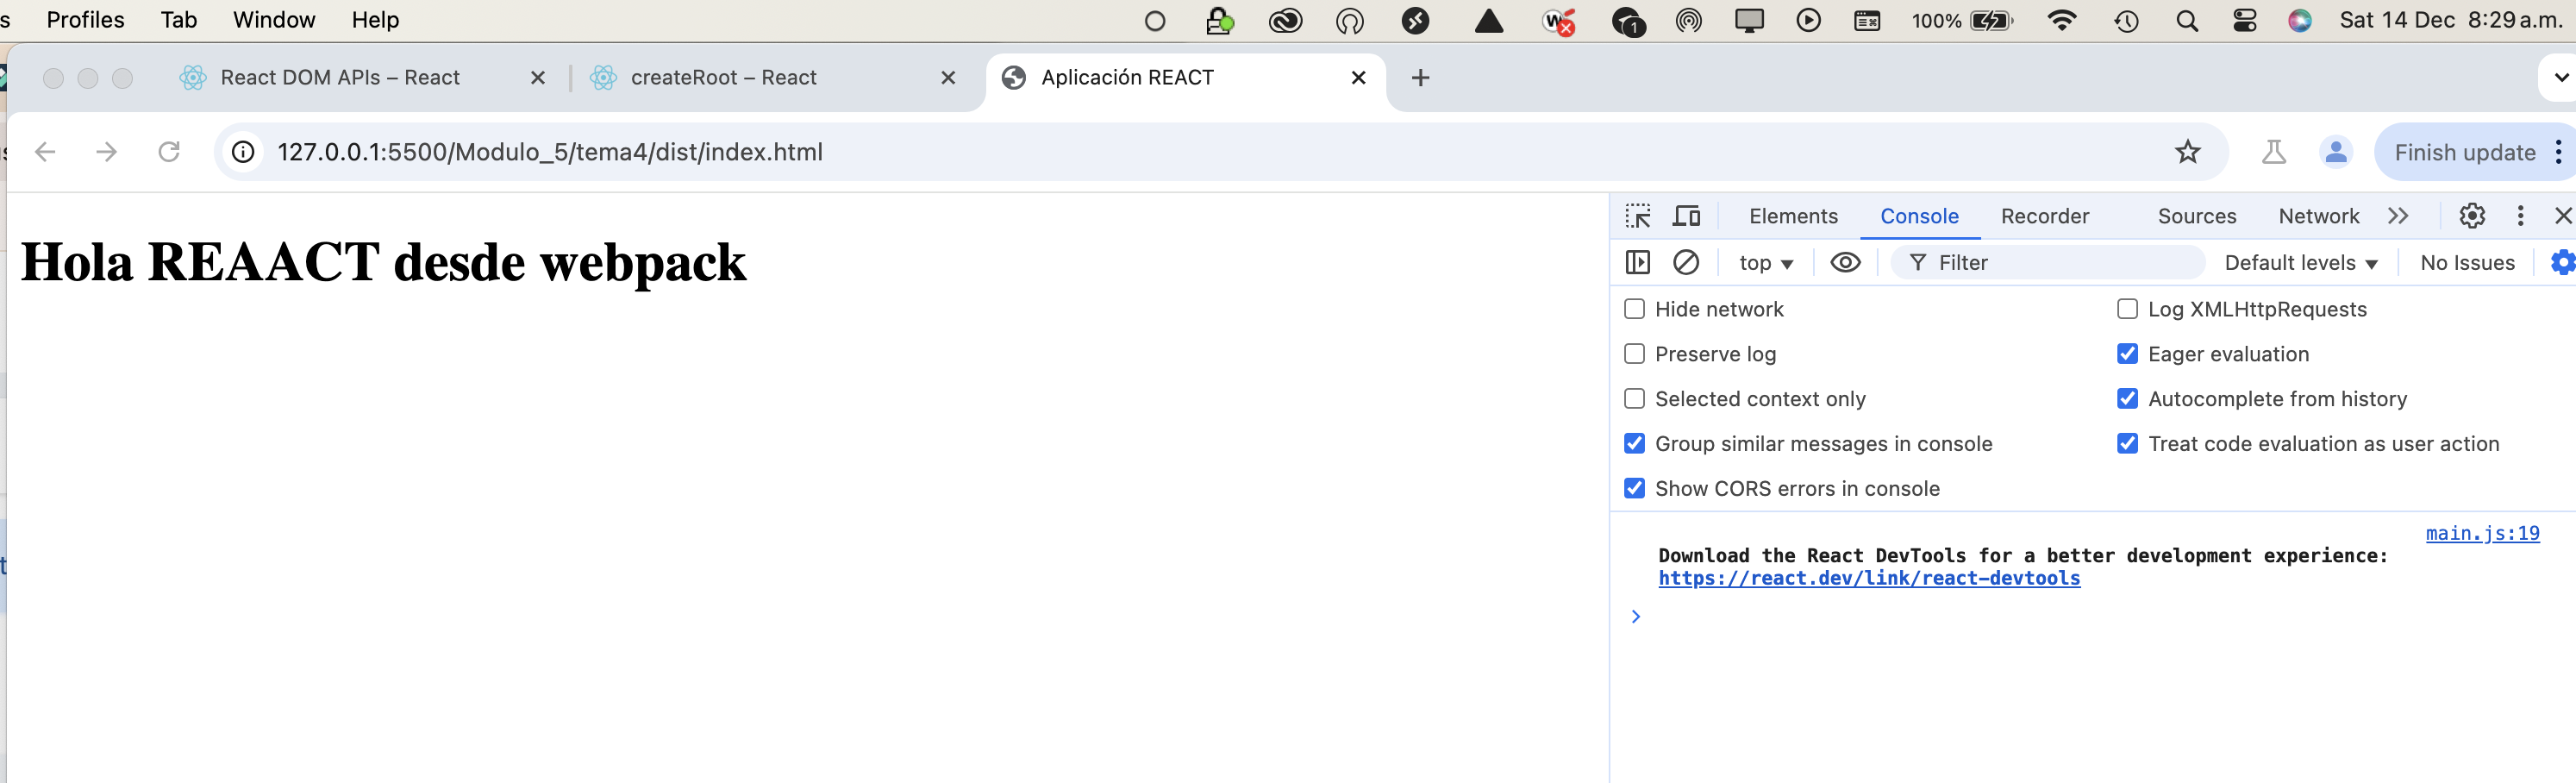 s Profiles Tab Window Help 1 100% Sat 14 Dec 8:29 a.m.
React DOM APIs – React createRoot – React Aplicación REACT
127.0.0.1:5500/Modulo_5/tema4/dist/index.html Finish update
Hola REAACT desde webpack
Elements Console Recorder Sources Network
top Filter Default levels No Issues
Hide network Log XMLHttpRequests
Preserve log Eager evaluation
Selected context only Autocomplete from history
Group similar messages in console Treat code evaluation as user action
Show CORS errors in console
main.js:19
Download the React DevTools for a better development experience:
https://react.dev/link/react-devtools